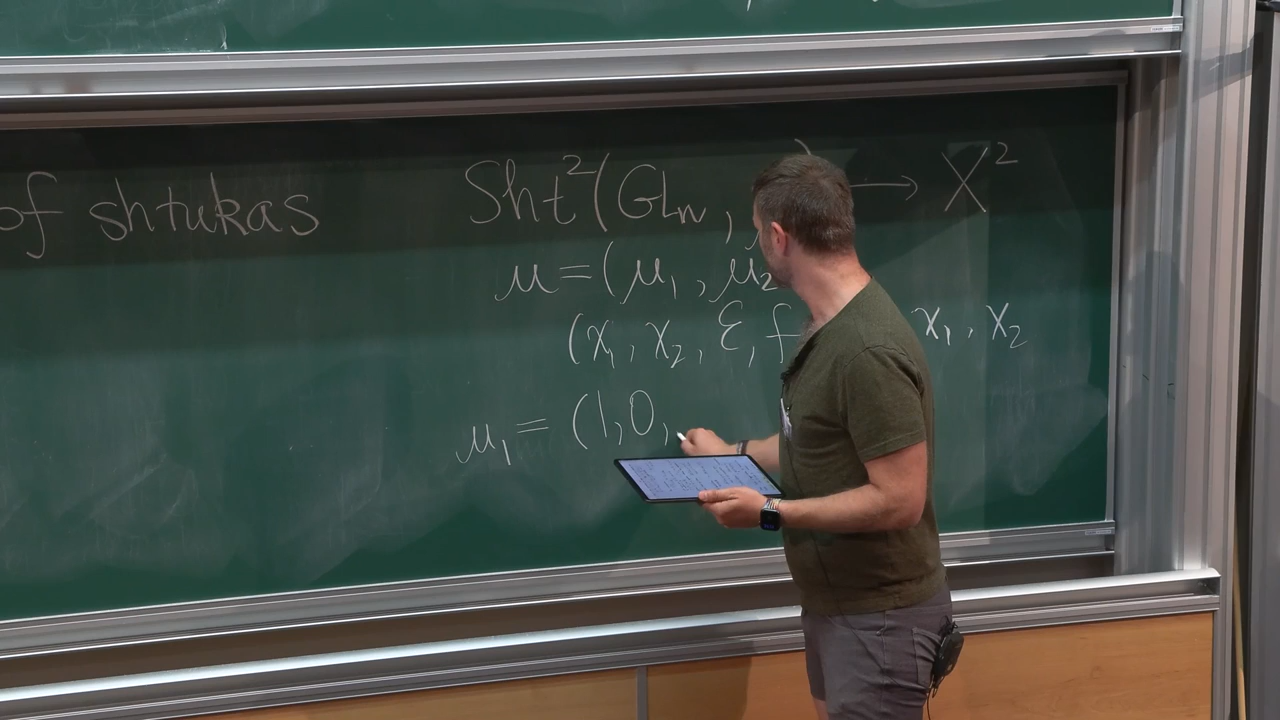 of shtukas
Sht²(GLₙ, ) → X²
μ = (μ₁, μ₂
(x₁, x₂, ℰ, f x₁, x₂
μ₁ = (1, 0,